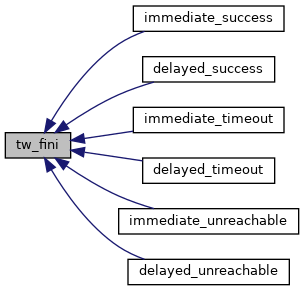 immediate_success
delayed_success
immediate_timeout
tw_fini
delayed_timeout
immediate_unreachable
delayed_unreachable